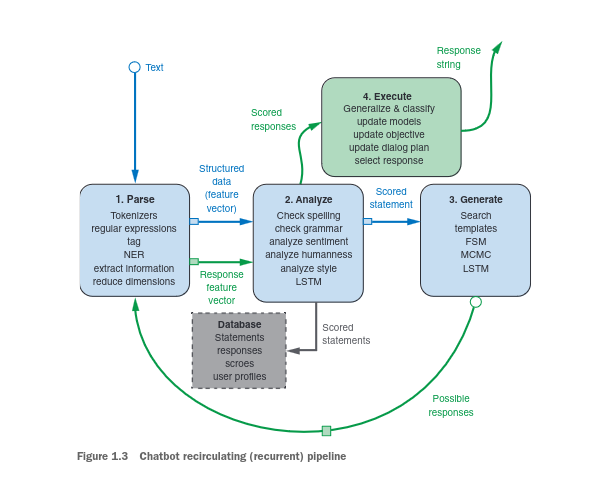 Response
string
Text
4. Execute
Generalize & classify
update models
update objective
update dialog plan
select response
Scored
responses
Structured
data
(feature
vector)
Scored
statement
1. Parse
Tokenizers
regular expressions
tag
NER
extract information
reduce dimensions
2. Analyze
Check spelling
check grammar
analyze sentiment
analyze humanness
analyze style
LSTM
3. Generate
Search
templates
FSM
MCMC
LSTM
Response
feature
vector
Database
Statements
responses
scroes
user profiles
Scored
statements
Possible
responses
Figure 1.3 Chatbot recirculating (recurrent) pipeline